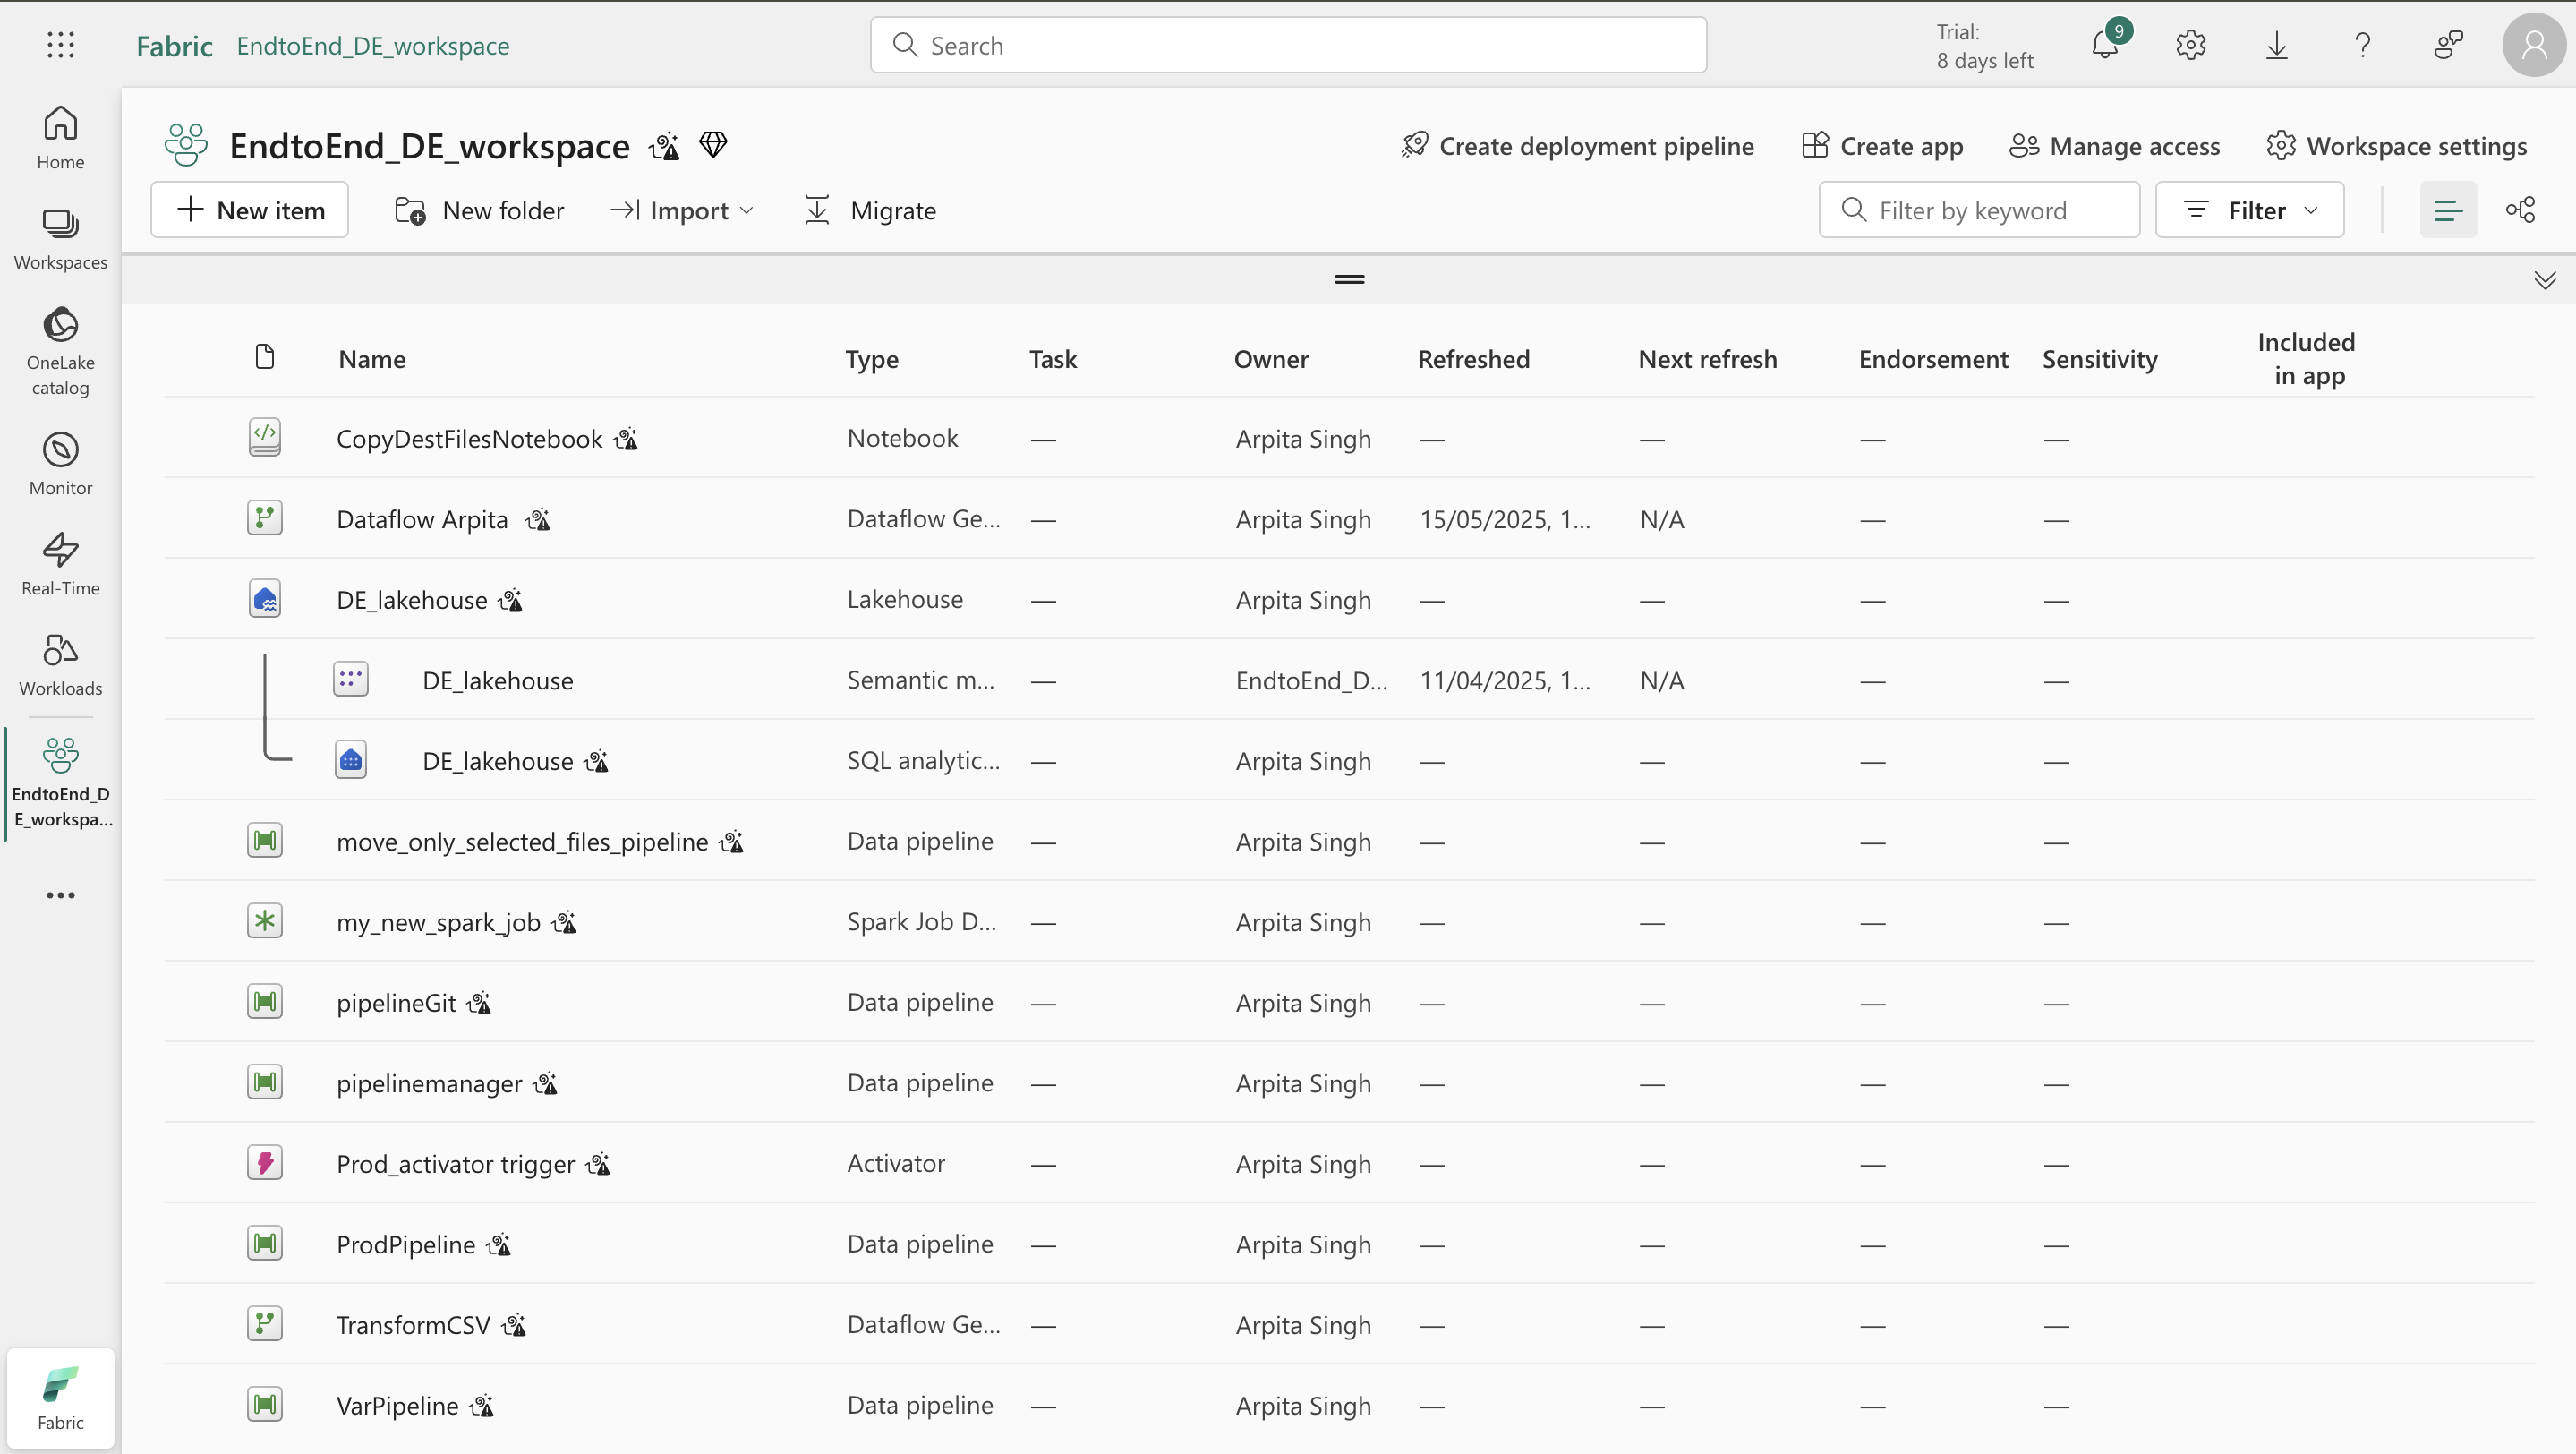 Fabric EndtoEnd_DE_workspace
Search
Trial:
8 days left
9
Home
Workspaces
OneLake
catalog
Monitor
Real-Time
Workloads
EndtoEnd_D
E_workspa...
Fabric
EndtoEnd_DE_workspace
Create deployment pipeline Create app Manage access Workspace settings
New item New folder Import Migrate Filter by keyword Filter
Name Type Task Owner Refreshed Next refresh Endorsement Sensitivity Included
in app
CopyDestFilesNotebook Notebook — Arpita Singh — — — —
Dataflow Arpita Dataflow Ge... — Arpita Singh 15/05/2025, 1... N/A — —
DE_lakehouse Lakehouse — Arpita Singh — — — —
DE_lakehouse Semantic m... — EndtoEnd_D... 11/04/2025, 1... N/A — —
DE_lakehouse SQL analytic... — Arpita Singh — — — —
move_only_selected_files_pipeline Data pipeline — Arpita Singh — — — —
my_new_spark_job Spark Job D... — Arpita Singh — — — —
pipelineGit Data pipeline — Arpita Singh — — — —
pipelinemanager Data pipeline — Arpita Singh — — — —
Prod_activator trigger Activator — Arpita Singh — — — —
ProdPipeline Data pipeline — Arpita Singh — — — —
TransformCSV Dataflow Ge... — Arpita Singh — — — —
VarPipeline Data pipeline — Arpita Singh — — — —